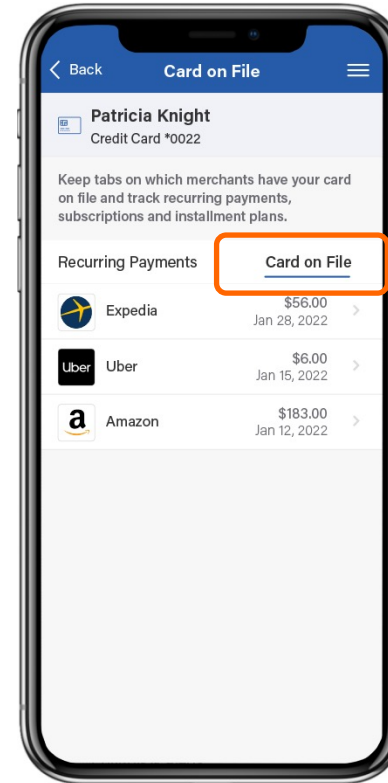 Back
Card on File
Patricia Knight
Credit Card *0022
Keep tabs on which merchants have your card
on file and track recurring payments,
subscriptions and installment plans.
Recurring Payments
Card on File
Expedia
$56.00
Jan 28, 2022
Uber
Uber
$6.00
Jan 15, 2022
a
Amazon
$183.00
Jan 12, 2022